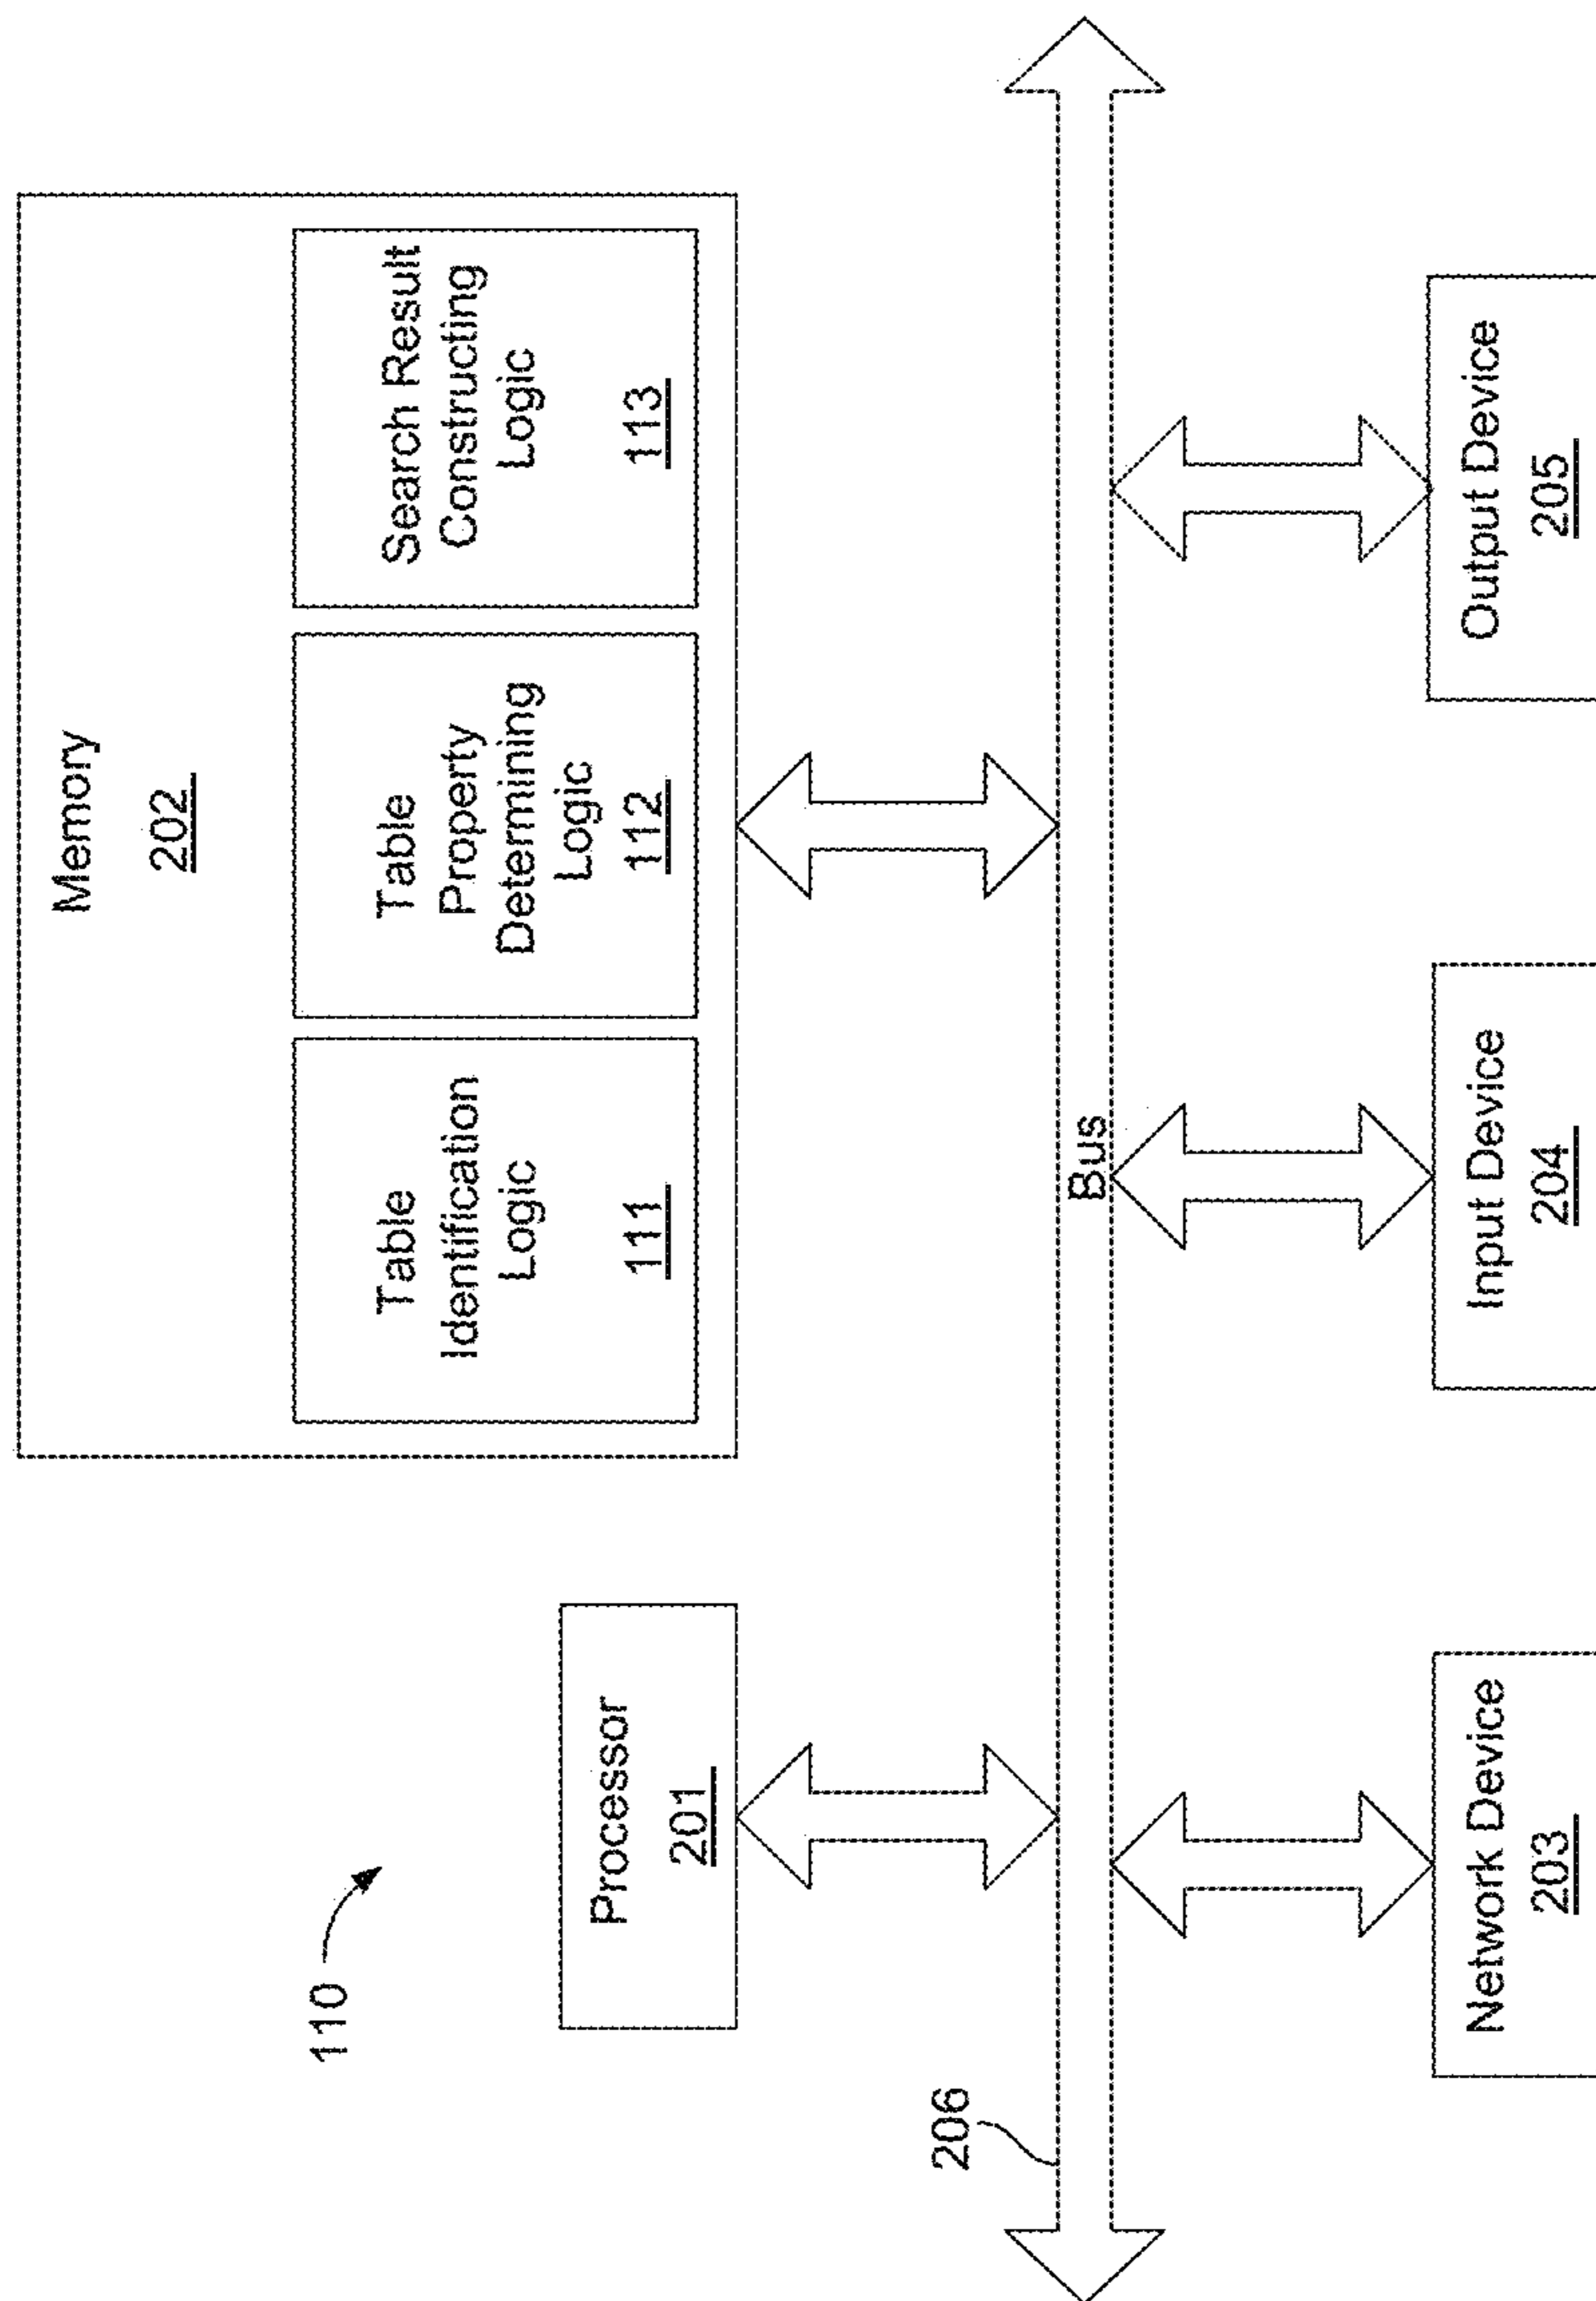 110
Processor
201
Memory
202
Table
Identification
Logic
111
Table
Property
Determining
Logic
112
Search Result
Constructing
Logic
113
206
Bus
Network Device
203
Input Device
204
Output Device
205